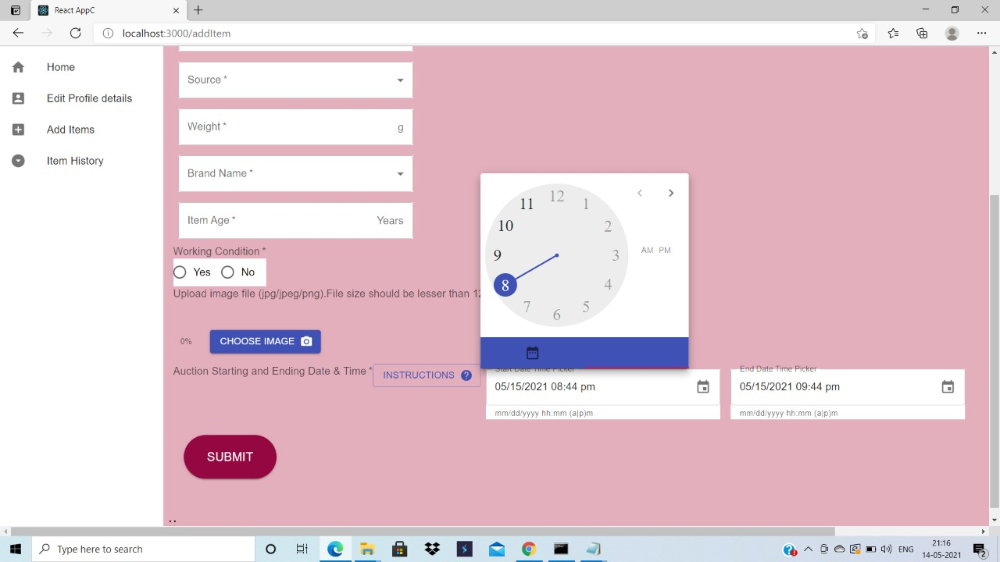 React AppC
localhost:3000/addItem
Home
Edit Profile details
Add Items
Item History
Source *
Weight *
g
Brand Name *
Item Age *
Years
Working Condition *
Yes
No
Upload image file (jpg/jpeg/png).File size should be lesser than 12
0%
CHOOSE IMAGE
Auction Starting and Ending Date & Time *
INSTRUCTIONS ?
12
1
2
3
4
5
6
7
8
9
10
11
AM PM
Start Date Time Picker
05/15/2021 08:44 pm
mm/dd/yyyy hh:mm (a|p)m
End Date Time Picker
05/15/2021 09:44 pm
mm/dd/yyyy hh:mm (a|p)m
SUBMIT
..
Type here to search
ENG
21:16
14-05-2021
2